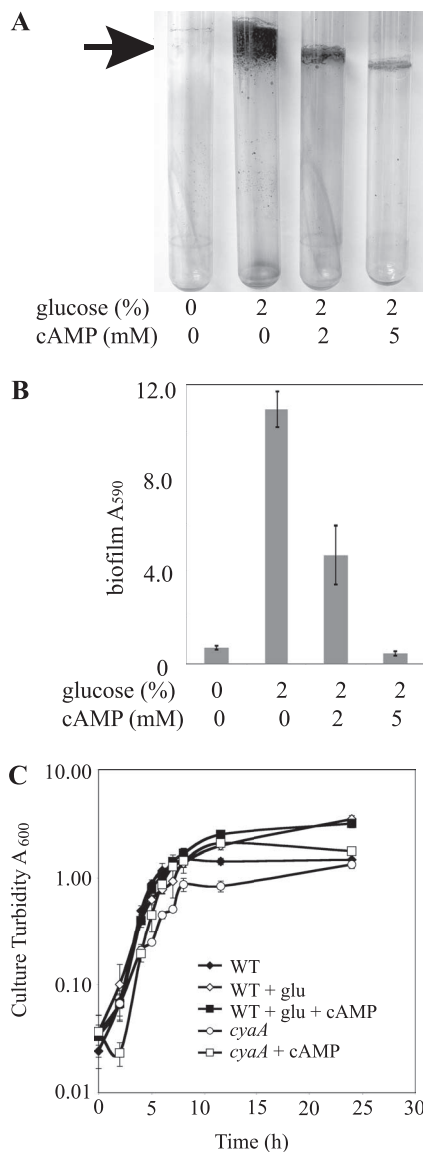 A
glucose (%) 0 2 2 2
cAMP (mM) 0 0 2 5
B
12.0
8.0
4.0
0
biofilm A590
glucose (%) 0 2 2 2
cAMP (mM) 0 0 2 5
C
10.00
1.00
0.10
0.01
Culture Turbidity A 600
WT
WT + glu
WT + glu + cAMP
cyaA
cyaA + cAMP
0 5 10 15 20 25 30
Time (h)